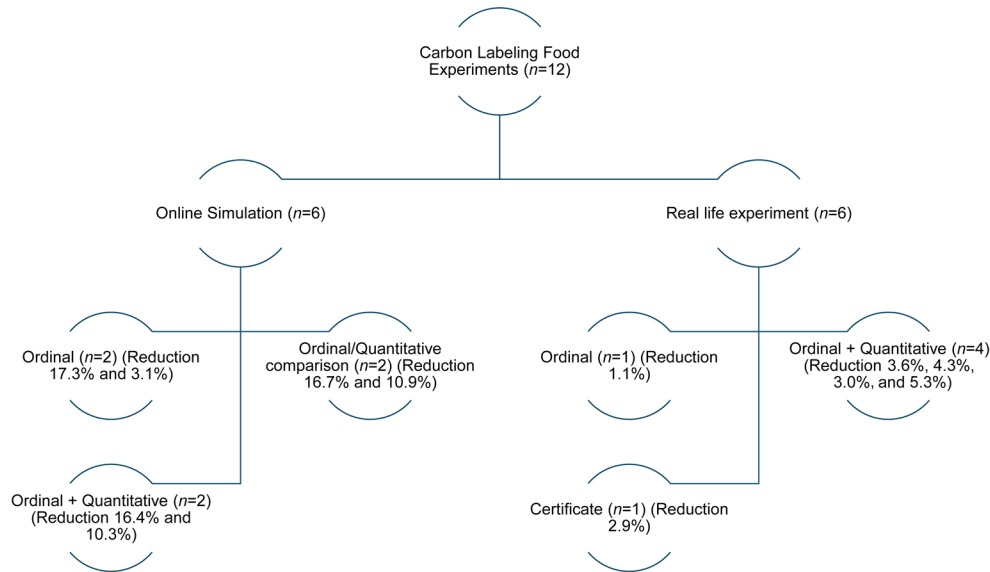 Carbon Labeling Food
Experiments (n=12)
Online Simulation (n=6)
Real life experiment (n=6)
Ordinal (n=2) (Reduction
17.3% and 3.1%)
Ordinal/Quantitative
comparison (n=2) (Reduction
16.7% and 10.9%)
Ordinal (n=1) (Reduction
1.1%)
Ordinal + Quantitative (n=4)
(Reduction 3.6%, 4.3%,
3.0%, and 5.3%)
Ordinal + Quantitative (n=2)
(Reduction 16.4% and
10.3%)
Certificate (n=1) (Reduction
2.9%)